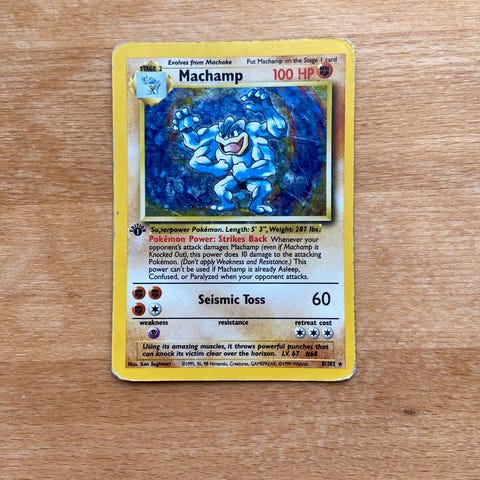 Evolves from Machoke Put Machamp on the Stage 1 card
STAGE 2
Machamp 100 HP
EDITION
1
Superpower Pokémon. Length: 5' 3", Weight: 287 lbs.
Pokémon Power: Strikes Back Whenever your
opponent's attack damages Machamp (even if Machamp is
Knocked Out), this power does 10 damage to the attacking
Pokémon. (Don't apply Weakness and Resistance.) This
power can't be used if Machamp is already Asleep,
Confused, or Paralyzed when your opponent attacks.
Seismic Toss 60
weakness resistance retreat cost
Using its amazing muscles, it throws powerful punches that
can knock its victim clear over the horizon. LV. 67 #68
Illus. Ken Sugimori ©1995, 96, 98 Nintendo, Creatures, GAMEFREAK. ©1999 Wizards. 8/102